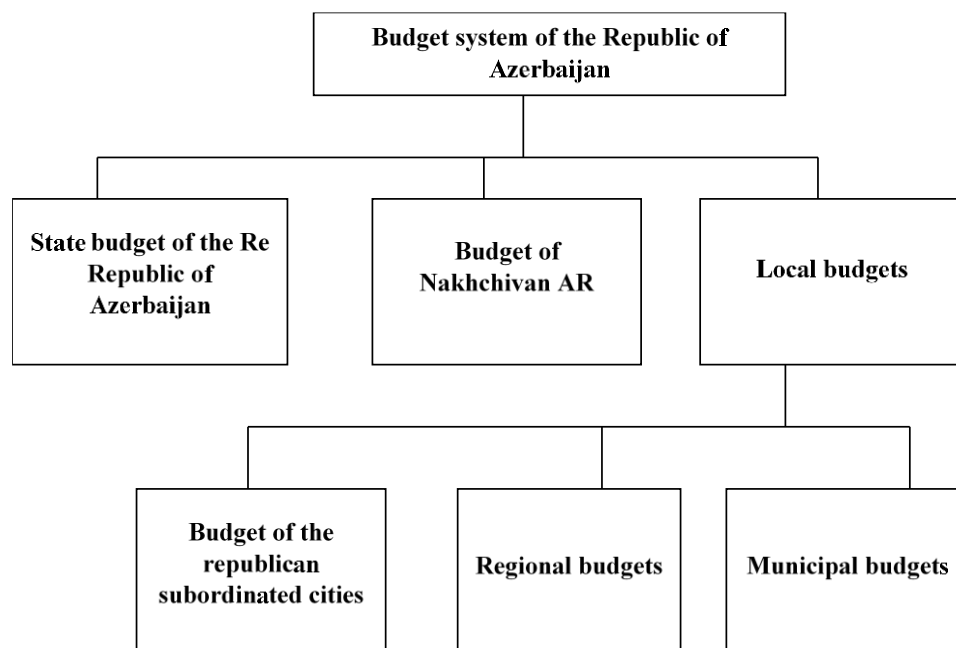 Budget system of the Republic of
Azerbaijan
State budget of the Re
Republic of
Azerbaijan
Budget of
Nakhchivan AR
Local budgets
Budget of the
republican
subordinated cities
Regional budgets
Municipal budgets